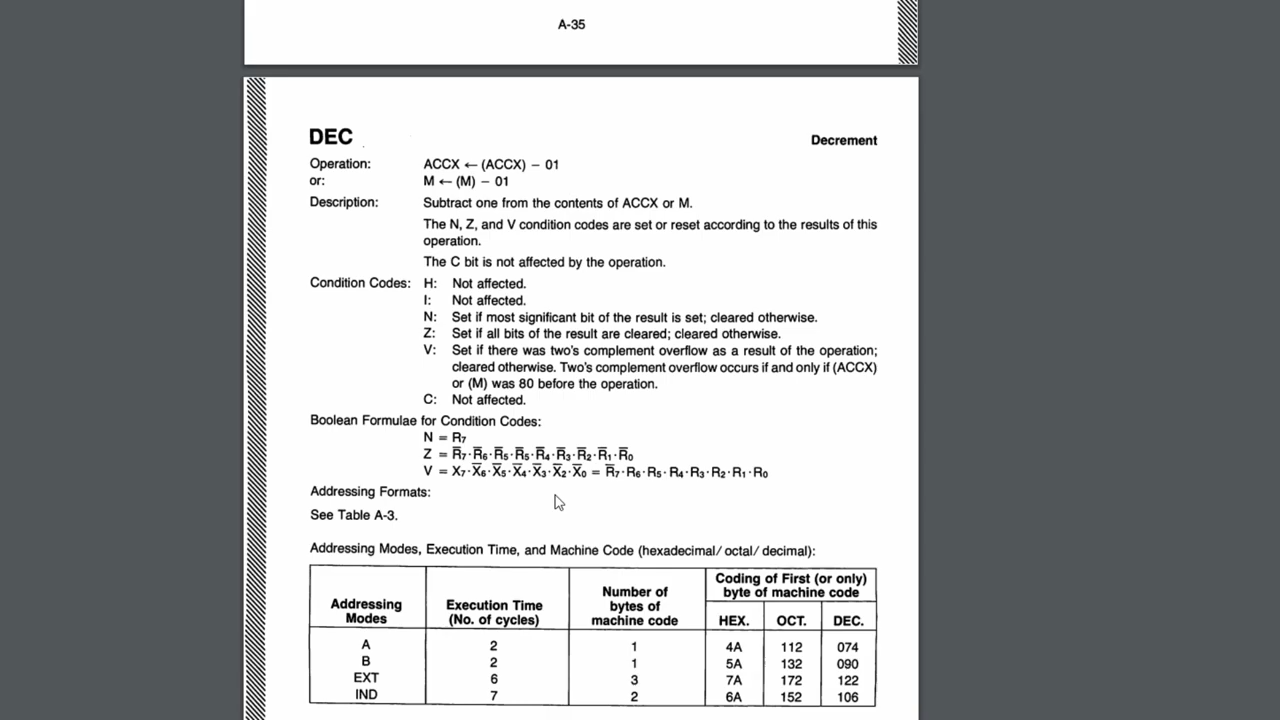 A-35
DEC
Decrement
Operation: ACCX ← (ACCX) − 01
or: M ← (M) − 01
Description: Subtract one from the contents of ACCX or M.
The N, Z, and V condition codes are set or reset according to the results of this
operation.
The C bit is not affected by the operation.
Condition Codes: H: Not affected.
I: Not affected.
N: Set if most significant bit of the result is set; cleared otherwise.
Z: Set if all bits of the result are cleared; cleared otherwise.
V: Set if there was two's complement overflow as a result of the operation;
cleared otherwise. Two's complement overflow occurs if and only if (ACCX)
or (M) was 80 before the operation.
C: Not affected.
Boolean Formulae for Condition Codes:
N = R₇
Z = R̅₇·R̅₆·R̅₅·R̅₅·R̅₄·R̅₃·R̅₂·R̅₁·R̅₀
V = X₇·X̅₆·X̅₅·X̅₄·X̅₃·X̅₂·X̅₀ = R̅₇·R₆·R₅·R₄·R₃·R₂·R₁·R₀
Addressing Formats:
See Table A-3.
Addressing Modes, Execution Time, and Machine Code (hexadecimal/ octal/ decimal):
Addressing Modes
Execution Time (No. of cycles)
Number of bytes of machine code
Coding of First (or only) byte of machine code
HEX. OCT. DEC.
A 2 1 4A 112 074
B 2 1 5A 132 090
EXT 6 3 7A 172 122
IND 7 2 6A 152 106